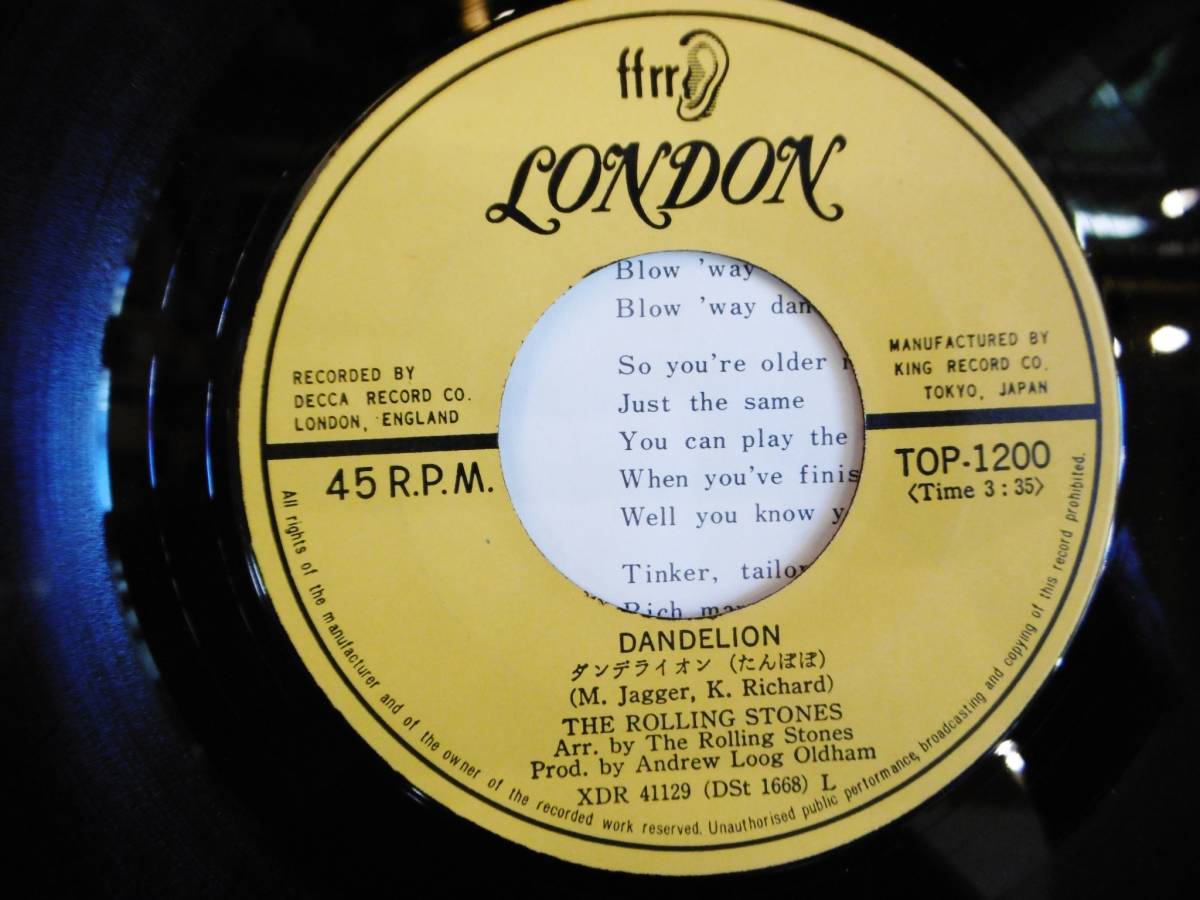 ffrr
LONDON
Blow 'way
Blow 'way
So you're older
Just the same
You can play the
When you've
Well you know
Tinker,
Rich
RECORDED BY
DECCA RECORD CO.
LONDON, ENGLAND
MANUFACTURED BY
KING RECORD CO.
TOKYO, JAPAN
45 R.P.M.
TOP-1200
<Time 3:35>
DANDELION
ダンデライオン (たんぽぽ)
(M. Jagger, K. Richard)
THE ROLLING STONES
Arr. by The Rolling Stones
Prod. by Andrew Loog Oldham
XDR 41129 (DSt 1668) L
All rights of the manufacturer and of the owner of the recorded work reserved. Unauthorised public performance, broadcasting and copying of this record prohibited.